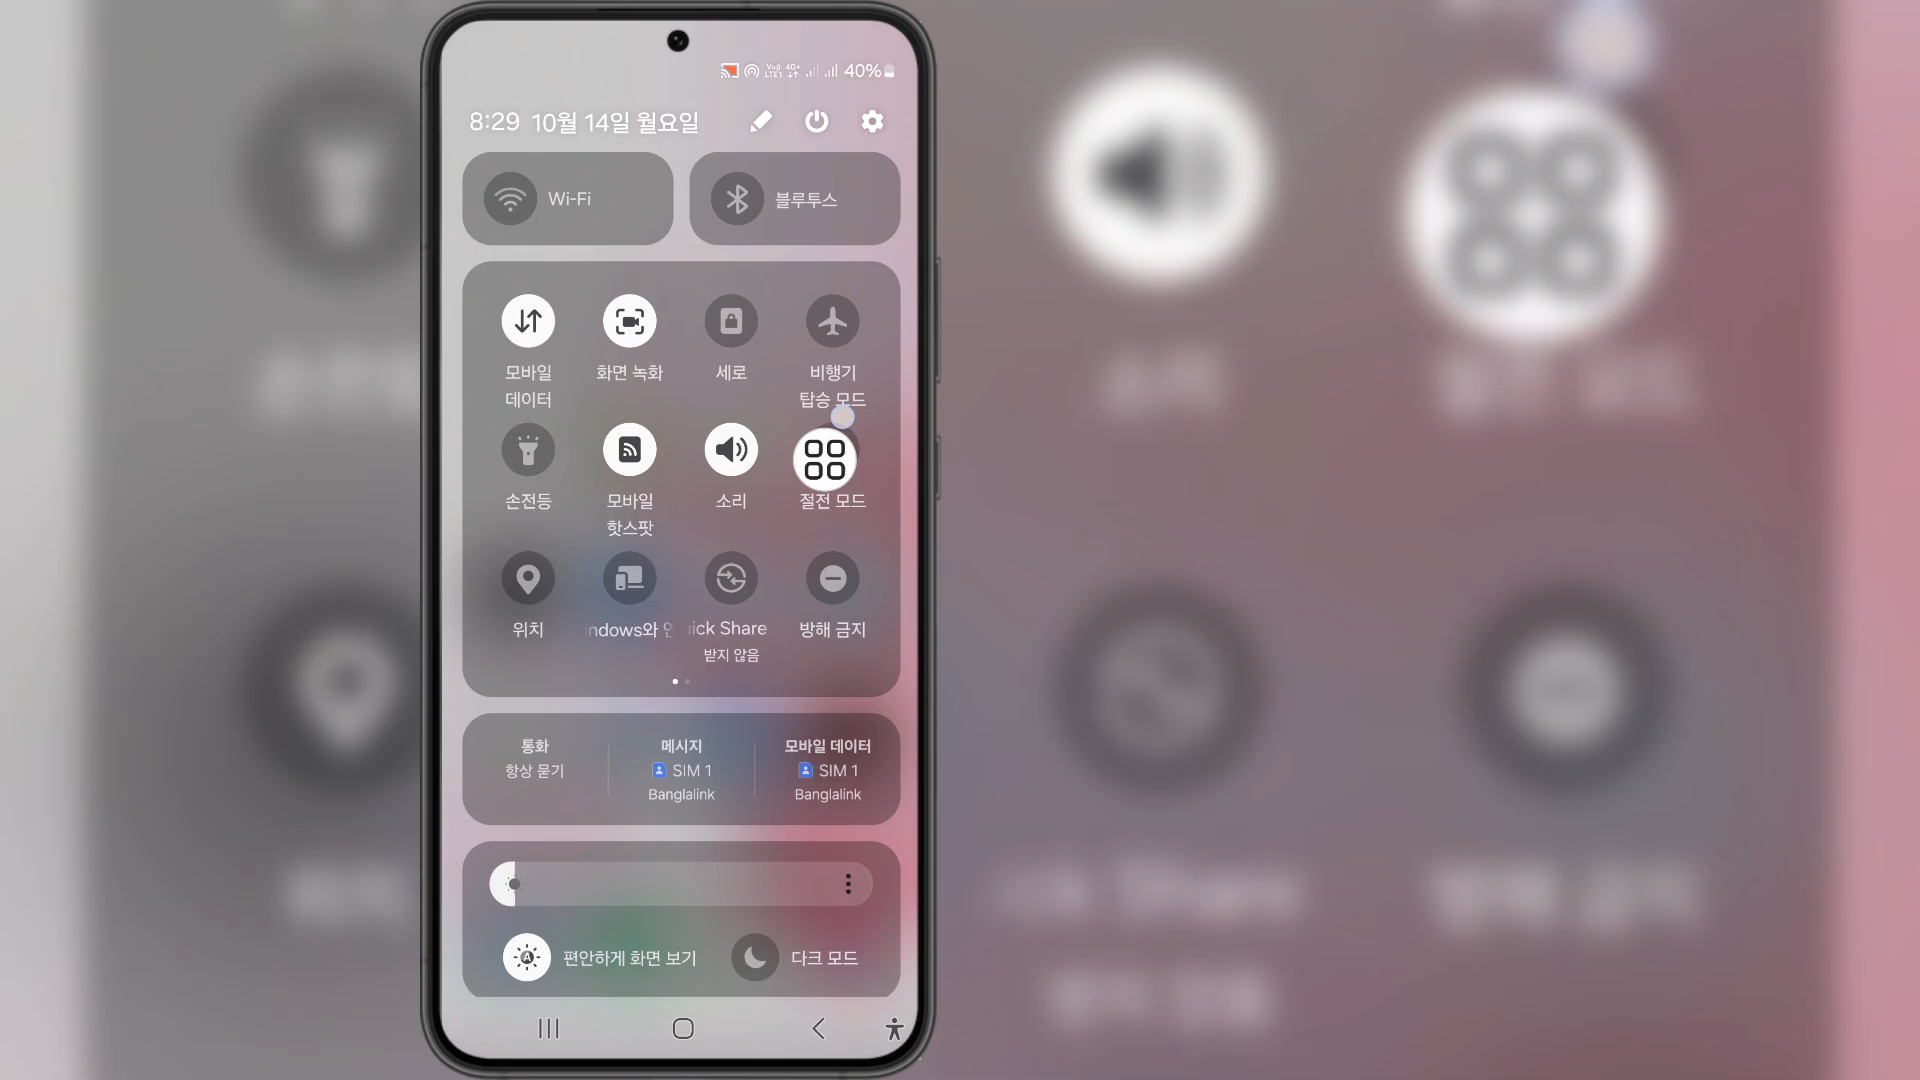 Vo)) 4G+
LTE1
40%
8:29 10월 14일 월요일
Wi-Fi
블루투스
모바일
데이터
화면 녹화
세로
비행기
탑승 모드
손전등
모바일
핫스팟
소리
절전 모드
위치
ndows와 연
ick Share
받지 않음
방해 금지
통화
항상 묻기
메시지
SIM 1
Banglalink
모바일 데이터
SIM 1
Banglalink
A
편안하게 화면 보기
다크 모드